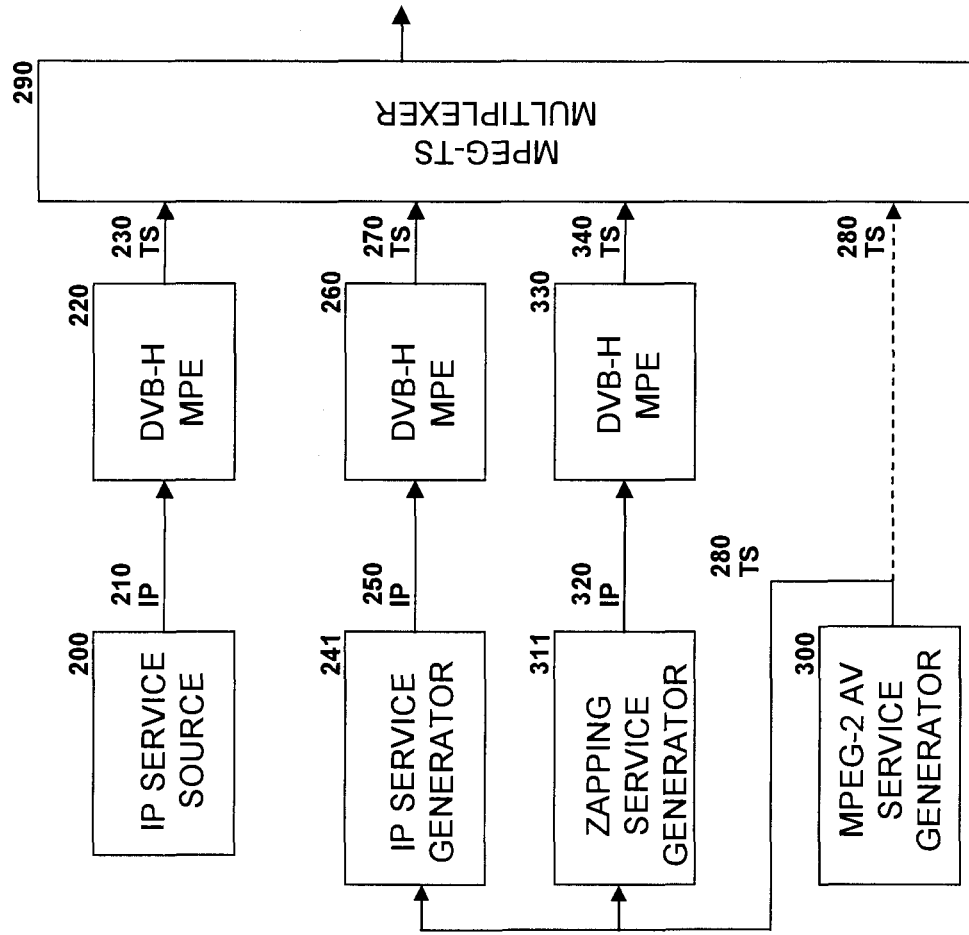 290
MPEG-TS
MULTIPLEXER
200
IP SERVICE
SOURCE
210
IP
220
DVB-H
MPE
230
TS
241
IP SERVICE
GENERATOR
250
IP
260
DVB-H
MPE
270
TS
311
ZAPPING
SERVICE
GENERATOR
320
IP
330
DVB-H
MPE
340
TS
300
MPEG-2 AV
SERVICE
GENERATOR
280
TS
280
TS